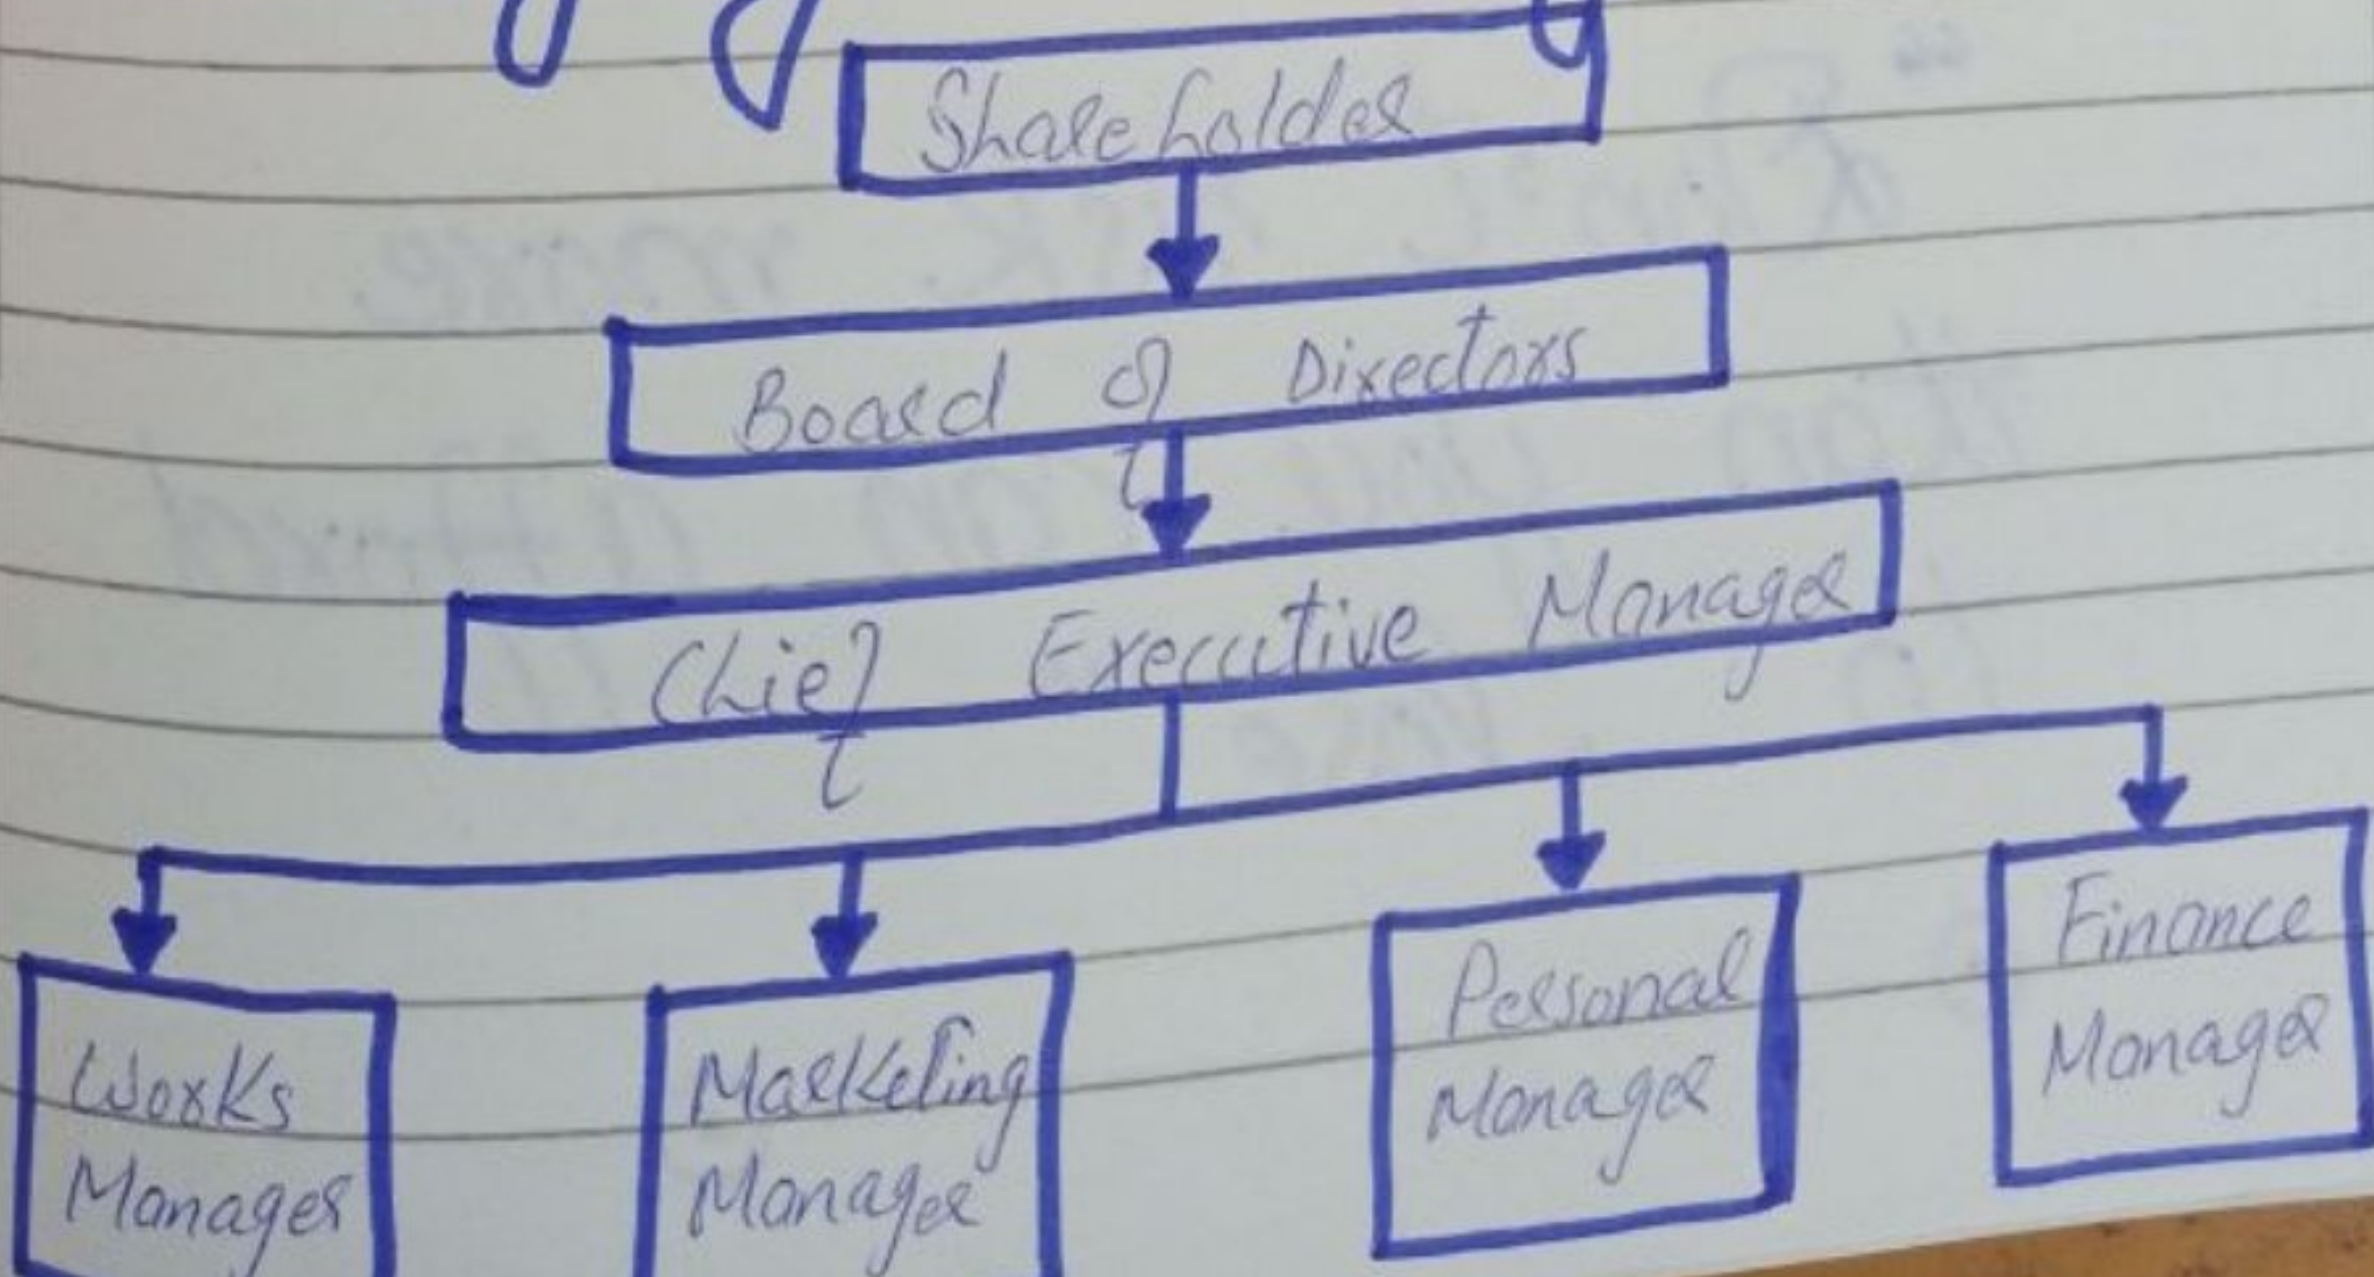 Shareholder
Board of Directors
Chief Executive Manager
Works
Manager
Marketing
Manager
Personal
Manager
Finance
Manager